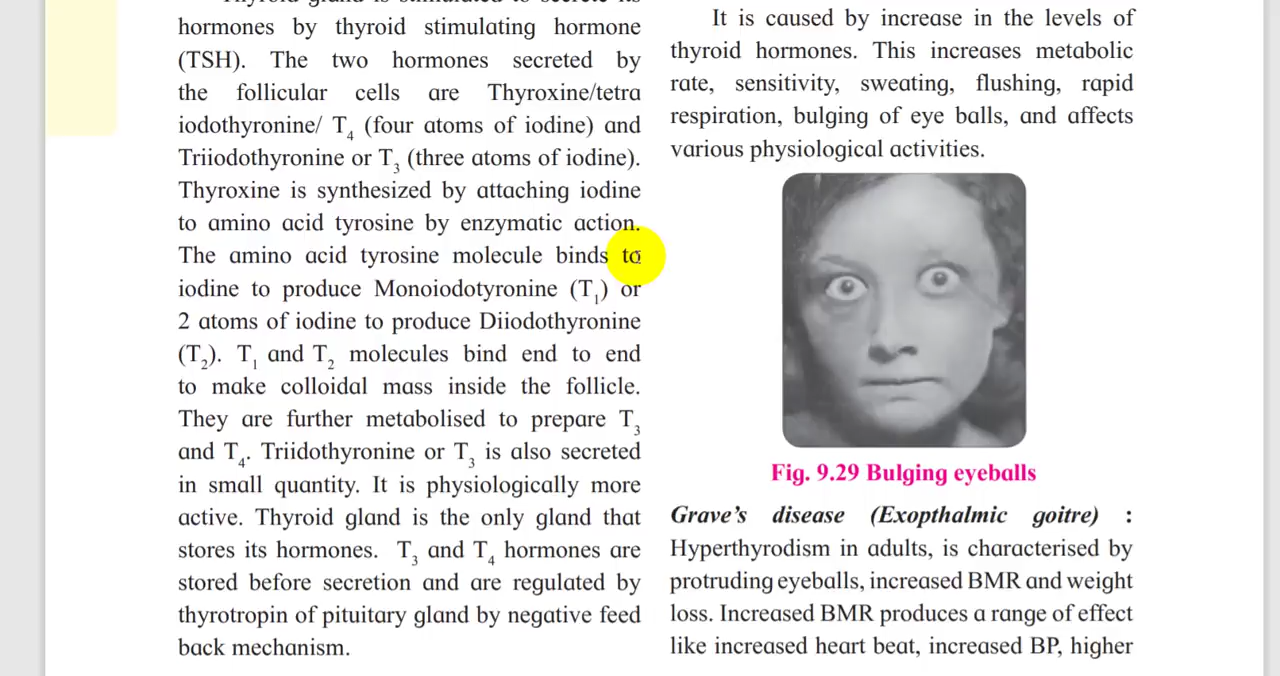 hormones by thyroid stimulating hormone
(TSH). The two hormones secreted by
the follicular cells are Thyroxine/tetra
iodothyronine/ T4 (four atoms of iodine) and
Triiodothyronine or T3 (three atoms of iodine).
Thyroxine is synthesized by attaching iodine
to amino acid tyrosine by enzymatic action.
The amino acid tyrosine molecule binds to
iodine to produce Monoiodotyronine (T1) or
2 atoms of iodine to produce Diiodothyronine
(T2). T1 and T2 molecules bind end to end
to make colloidal mass inside the follicle.
They are further metabolised to prepare T3
and T4. Triidothyronine or T3 is also secreted
in small quantity. It is physiologically more
active. Thyroid gland is the only gland that
stores its hormones. T3 and T4 hormones are
stored before secretion and are regulated by
thyrotropin of pituitary gland by negative feed
back mechanism.
It is caused by increase in the levels of
thyroid hormones. This increases metabolic
rate, sensitivity, sweating, flushing, rapid
respiration, bulging of eye balls, and affects
various physiological activities.
Fig. 9.29 Bulging eyeballs
Grave's disease (Exopthalmic goitre) :
Hyperthyrodism in adults, is characterised by
protruding eyeballs, increased BMR and weight
loss. Increased BMR produces a range of effect
like increased heart beat, increased BP, higher